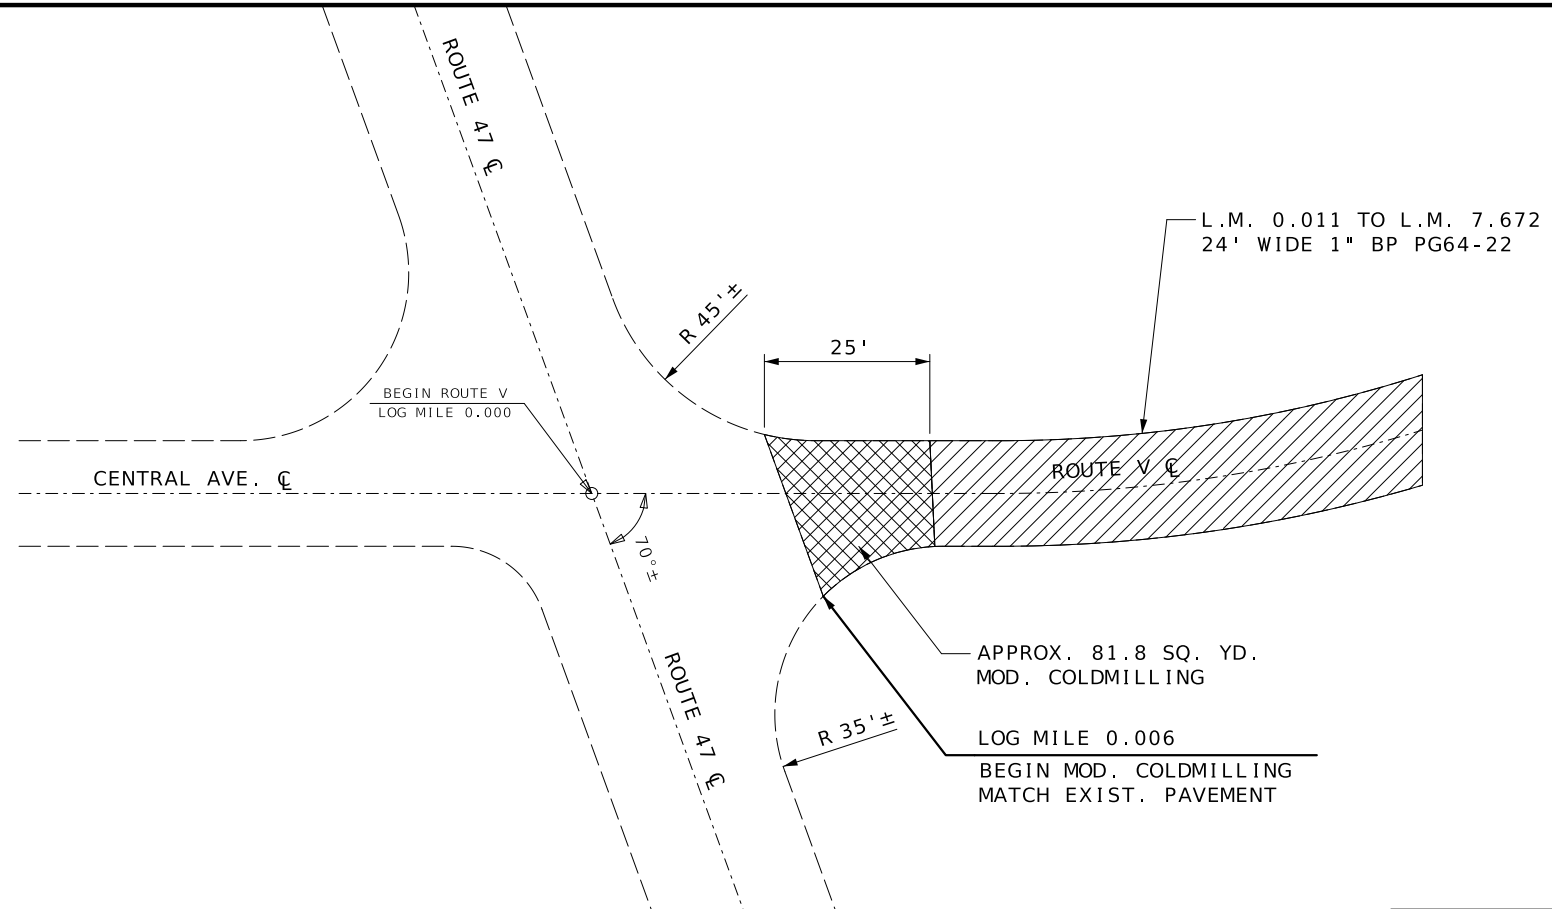 ROUTE 47 ℄
L.M. 0.011 TO L.M. 7.672
24' WIDE 1" BP PG64-22
R 45'±
25'
BEGIN ROUTE V
LOG MILE 0.000
CENTRAL AVE. ℄
ROUTE V ℄
70°±
APPROX. 81.8 SQ. YD.
MOD. COLDMILLING
ROUTE 47 ℄
R 35'±
LOG MILE 0.006
BEGIN MOD. COLDMILLING
MATCH EXIST. PAVEMENT